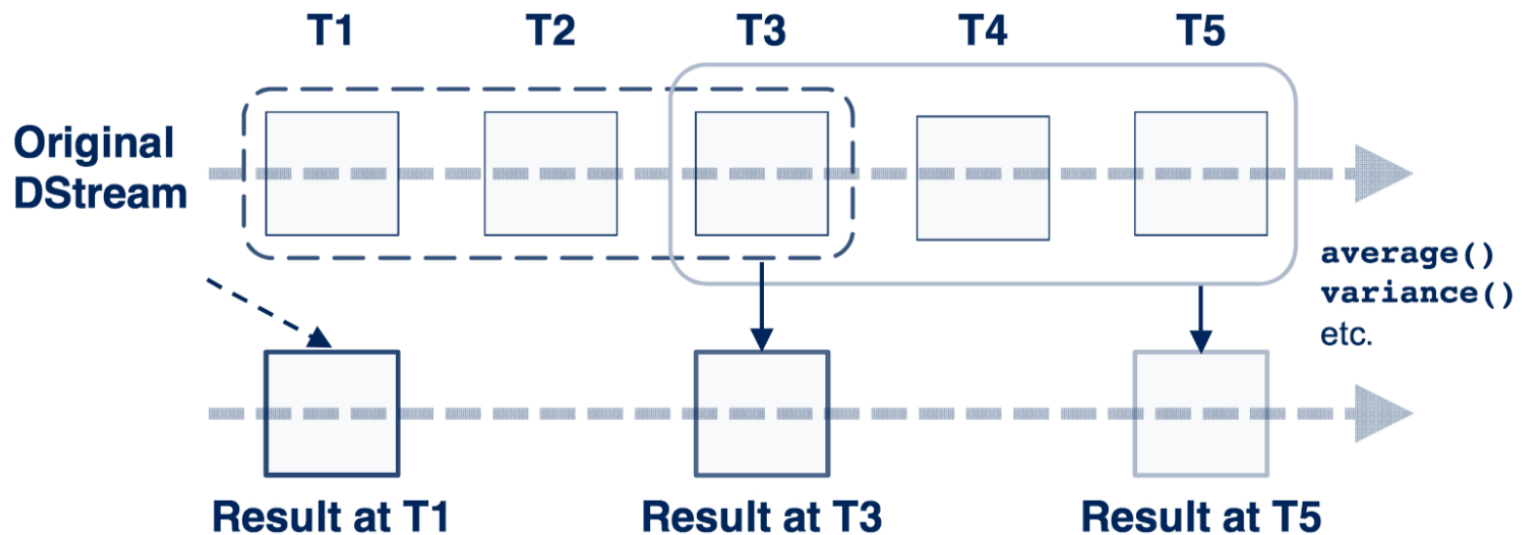 T1 T2 T3 T4 T5
Original
DStream
average()
variance()
etc.
Result at T1 Result at T3 Result at T5